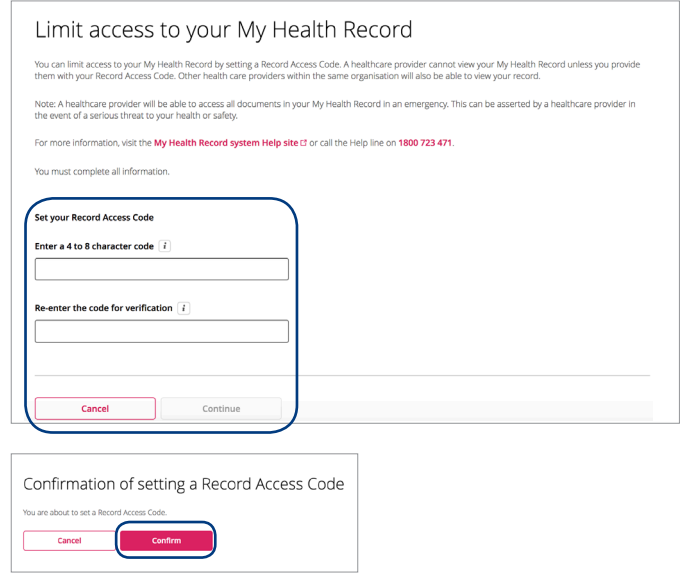 Limit access to your My Health Record
You can limit access to your My Health Record by setting a Record Access Code. A healthcare provider cannot view your My Health Record unless you provide
them with your Record Access Code. Other health care providers within the same organisation will also be able to view your record.
Note: A healthcare provider will be able to access all documents in your My Health Record in an emergency. This can be asserted by a healthcare provider in
the event of a serious threat to your health or safety.
For more information, visit the My Health Record system Help site or call the Help line on 1800 723 471.
You must complete all information.
Set your Record Access Code
Enter a 4 to 8 character code i
Re-enter the code for verification i
Cancel Continue
Confirmation of setting a Record Access Code
You are about to set a Record Access Code.
Cancel Confirm